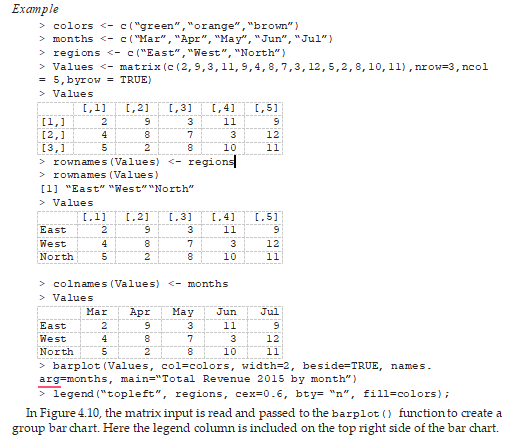 Example
> colors <- c("green","orange","brown")
> months <- c("Mar","Apr","May","Jun","Jul")
> regions <- c("East","West","North")
> Values <- matrix(c(2,9,3,11,9,4,8,7,3,12,5,2,8,10,11),nrow=3,ncol
= 5,byrow = TRUE)
> Values
[,1] [,2] [,3] [,4] [,5]
[1,] 2 9 3 11 9
[2,] 4 8 7 3 12
[3,] 5 2 8 10 11
> rownames(Values) <- regions
> rownames(Values)
[1] "East" "West""North"
> Values
[,1] [,2] [,3] [,4] [,5]
East 2 9 3 11 9
West 4 8 7 3 12
North 5 2 8 10 11
> colnames(Values) <- months
> Values
Mar Apr May Jun Jul
East 2 9 3 11 9
West 4 8 7 3 12
North 5 2 8 10 11
> barplot(Values, col=colors, width=2, beside=TRUE, names.
arg=months, main="Total Revenue 2015 by month")
> legend("topleft", regions, cex=0.6, bty= "n", fill=colors);
In Figure 4.10, the matrix input is read and passed to the barplot() function to create a
group bar chart. Here the legend column is included on the top right side of the bar chart.